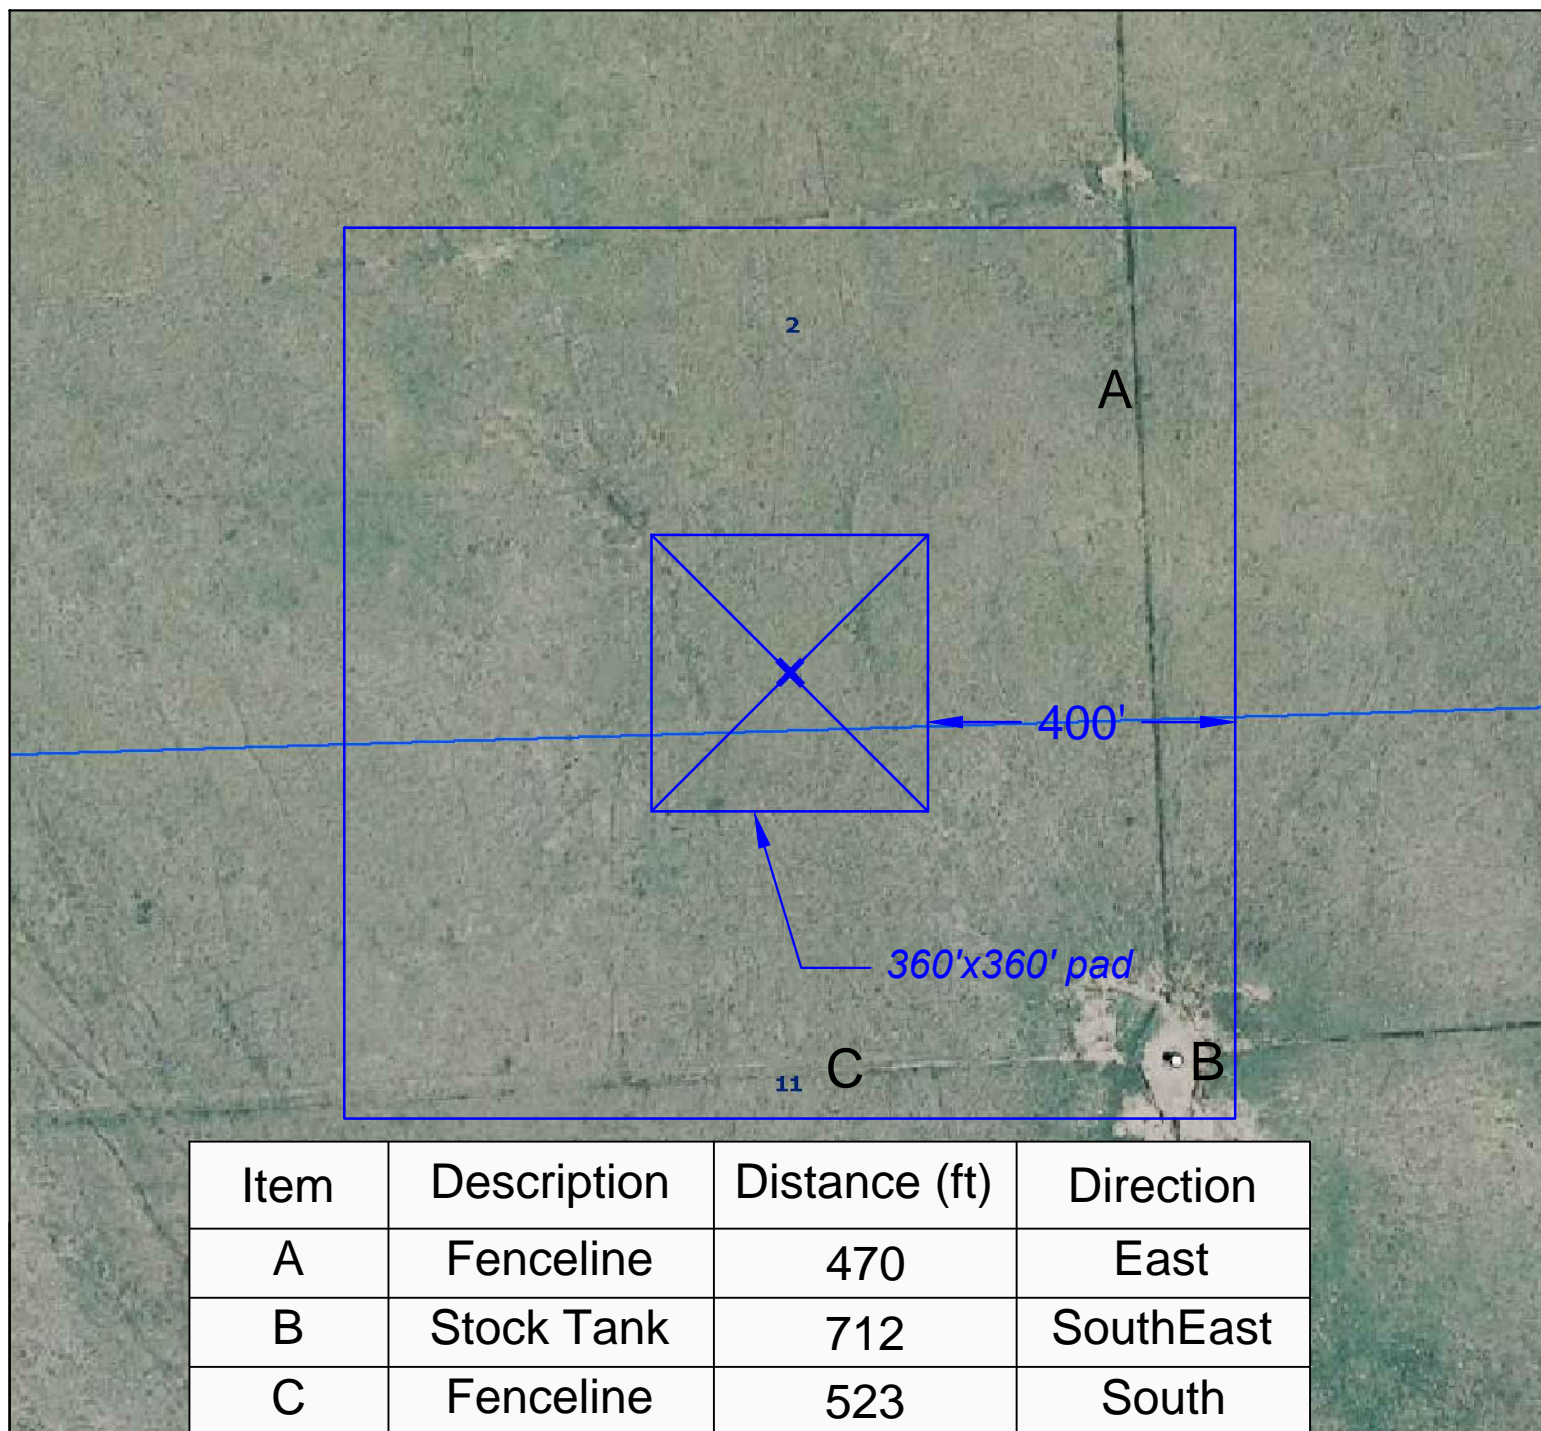 2
A
400'
360'x360' pad
C
B
11
Item Description Distance (ft) Direction
A Fenceline 470 East
B Stock Tank 712 SouthEast
C Fenceline 523 South